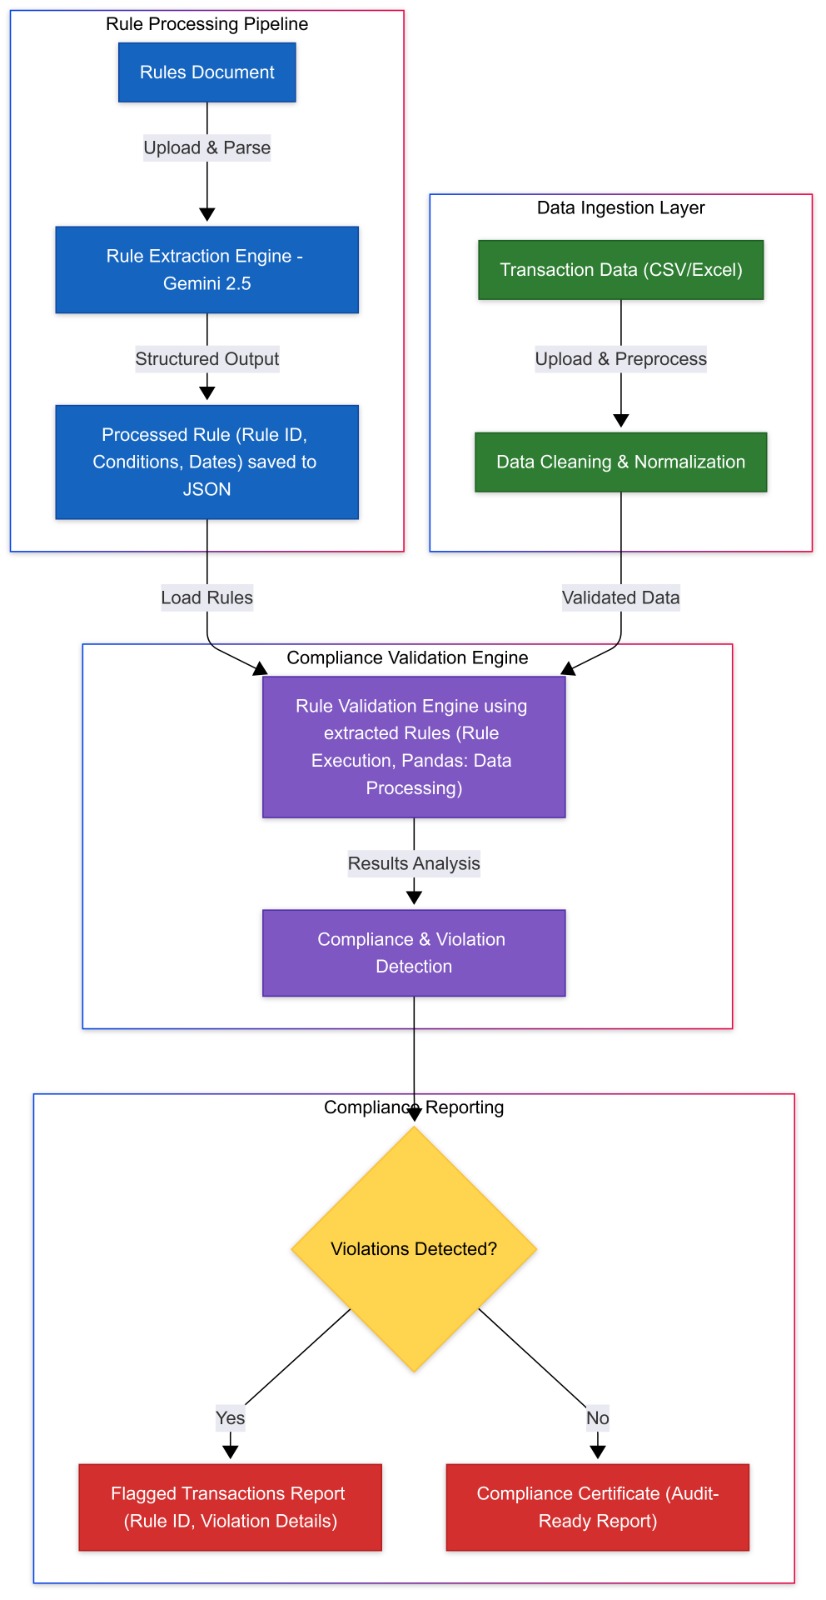 Rule Processing Pipeline
Rules Document
Upload & Parse
Rule Extraction Engine -
Gemini 2.5
Structured Output
Processed Rule (Rule ID,
Conditions, Dates) saved to
JSON
Data Ingestion Layer
Transaction Data (CSV/Excel)
Upload & Preprocess
Data Cleaning & Normalization
Load Rules
Validated Data
Compliance Validation Engine
Rule Validation Engine using
extracted Rules (Rule
Execution, Pandas: Data
Processing)
Results Analysis
Compliance & Violation
Detection
Compliance Reporting
Violations Detected?
Yes
No
Flagged Transactions Report
(Rule ID, Violation Details)
Compliance Certificate (Audit-
Ready Report)